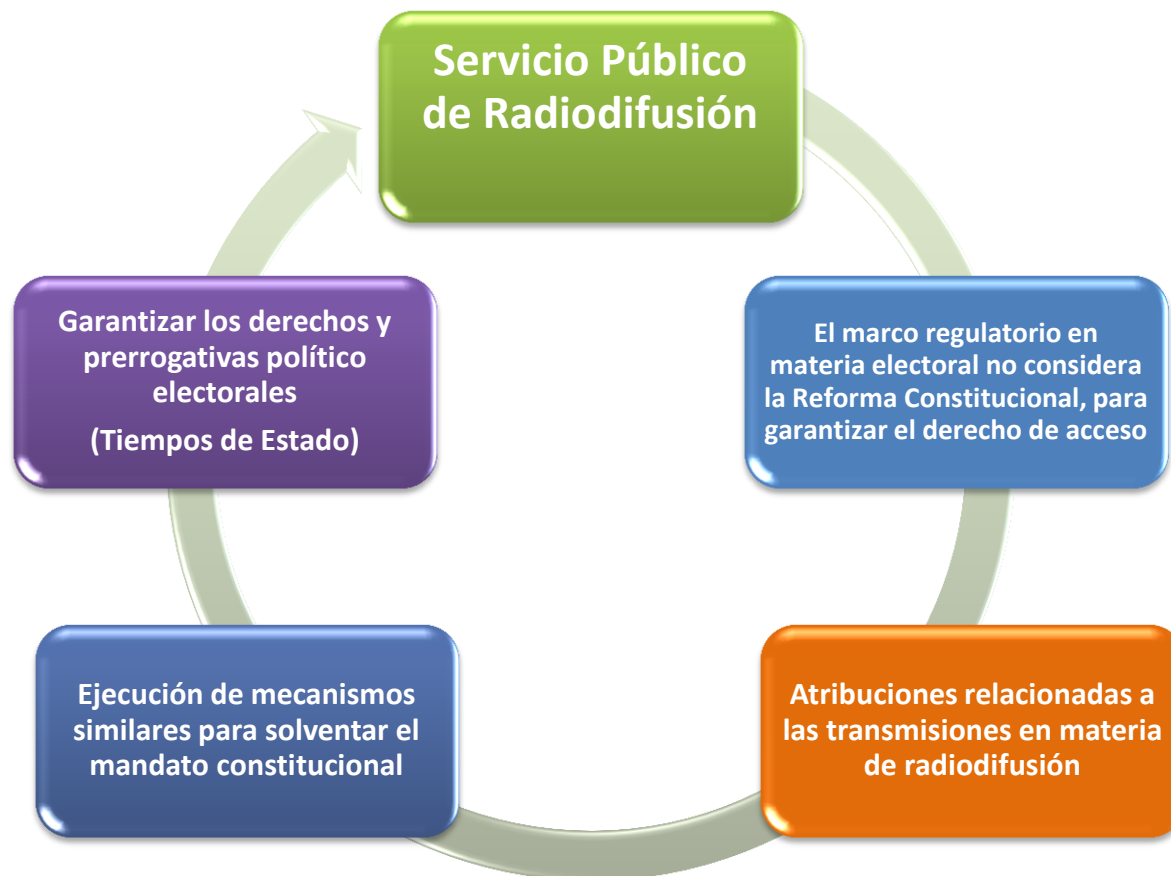 Servicio Público
de Radiodifusión
El marco regulatorio en
materia electoral no considera
la Reforma Constitucional, para
garantizar el derecho de acceso
Atribuciones relacionadas a
las transmisiones en materia
de radiodifusión
Ejecución de mecanismos
similares para solventar el
mandato constitucional
Garantizar los derechos y
prerrogativas político
electorales
(Tiempos de Estado)